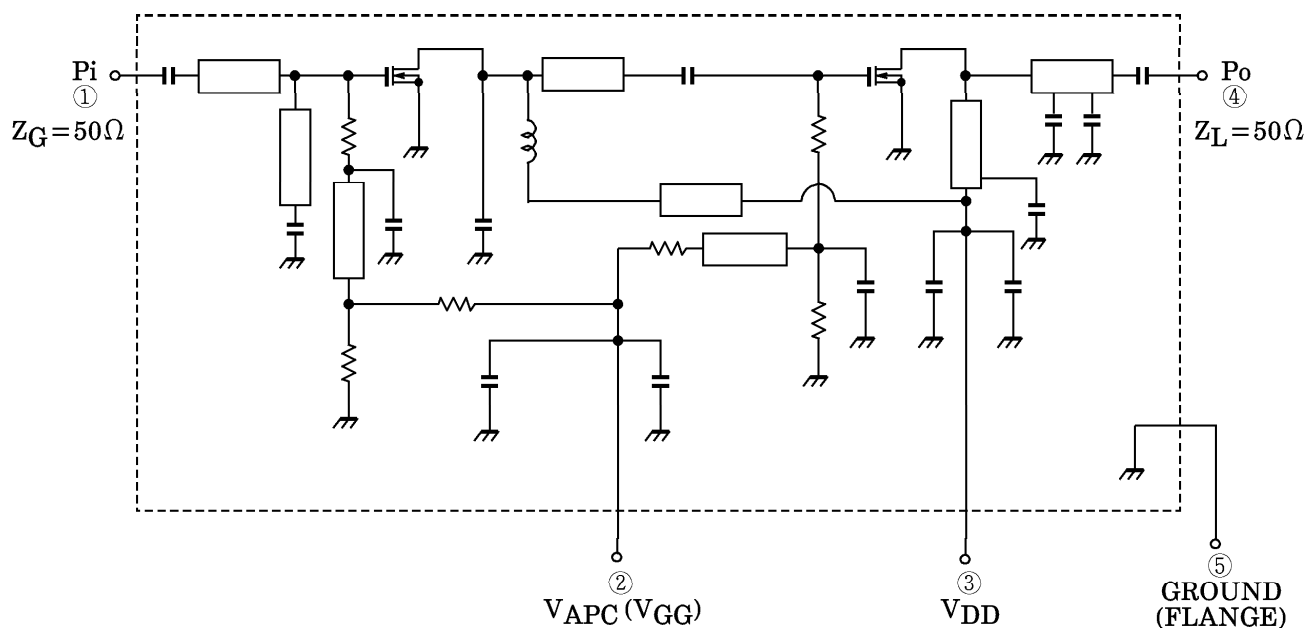 Pi
①
ZG=50Ω
Po
④
ZL=50Ω
②
VAPC (VGG)
③
VDD
⑤
GROUND
(FLANGE)